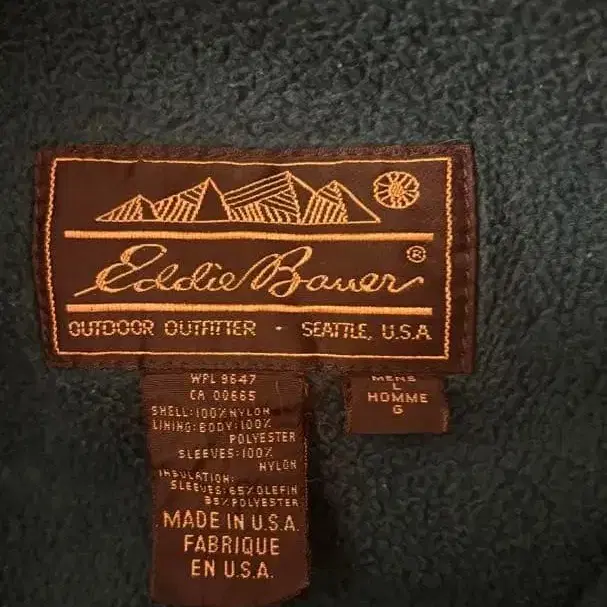 Eddie Bauer ®
OUTDOOR OUTFITTER · SEATTLE, U.S.A
WPL 9647
CA 00665
SHELL:100% NYLON
LINING:BODY:100%
POLYESTER
SLEEVES:100%
NYLON
INSULATION:
SLEEVES:65% OLEFIN
35% POLYESTER
MADE IN U.S.A.
FABRIQUE
EN U.S.A.
MENS
L
HOMME
G